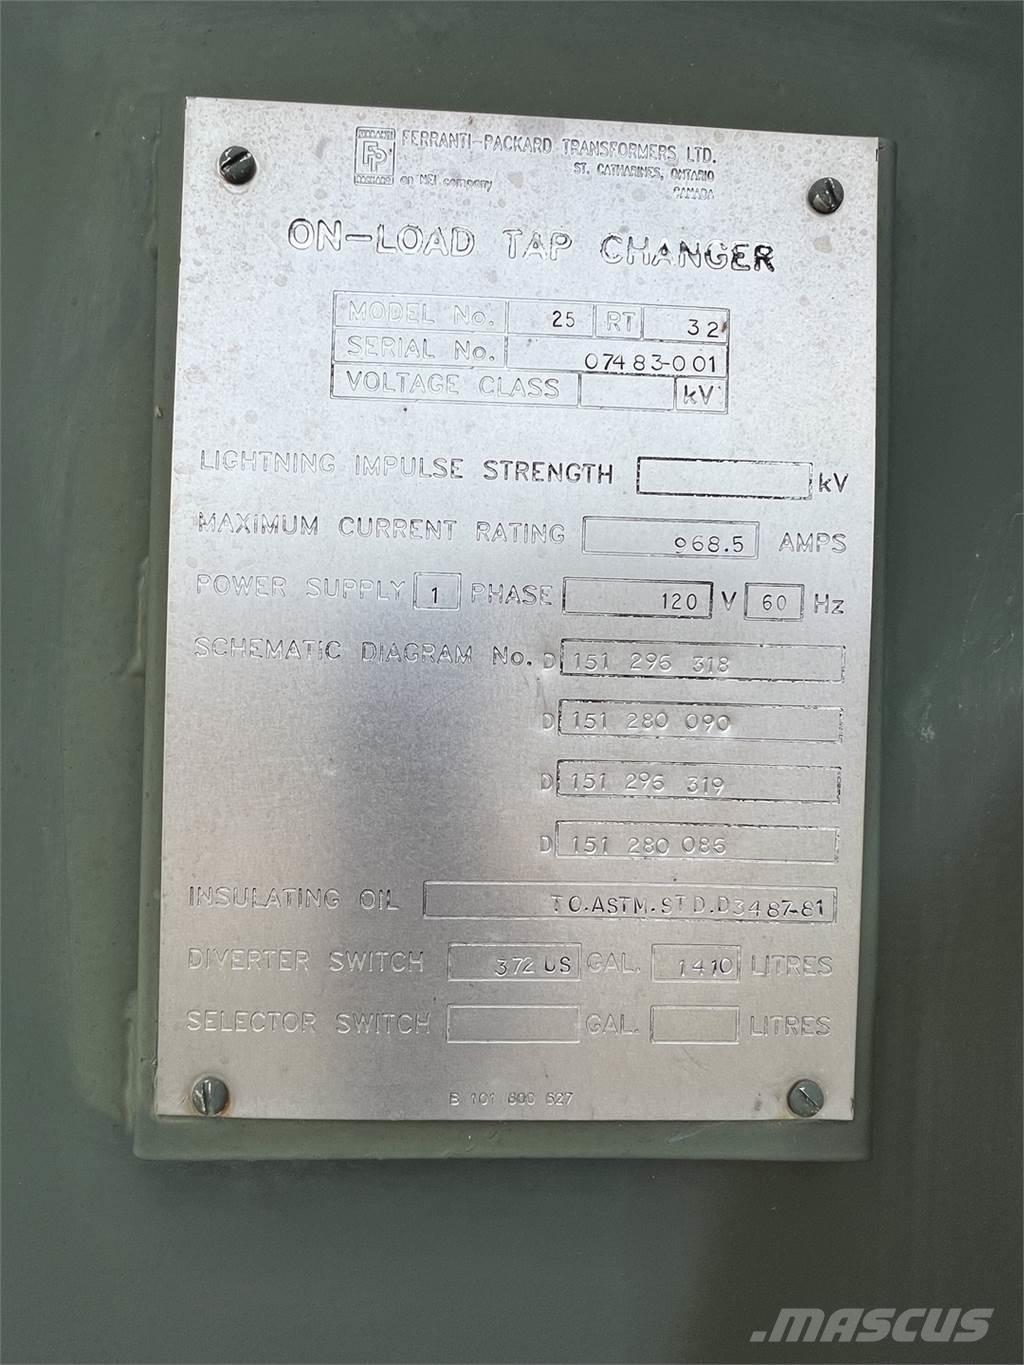 FERRANTI
FP
PACKARD
FERRANTI-PACKARD TRANSFORMERS LTD.
an NEI company
ST. CATHARINES, ONTARIO
CANADA
ON-LOAD TAP CHANGER
MODEL No. 25 RT 32
SERIAL No. 07483-001
VOLTAGE CLASS kV
LIGHTNING IMPULSE STRENGTH kV
MAXIMUM CURRENT RATING 968.5 AMPS
POWER SUPPLY 1 PHASE 120 V 60 Hz
SCHEMATIC DIAGRAM No. D 151 296 318
D 151 280 090
D 151 296 319
D 151 280 086
INSULATING OIL TO.ASTM.STD.D3487-81
DIVERTER SWITCH 372 US GAL. 1410 LITRES
SELECTOR SWITCH GAL. LITRES
B 101 800 527
.MASCUS